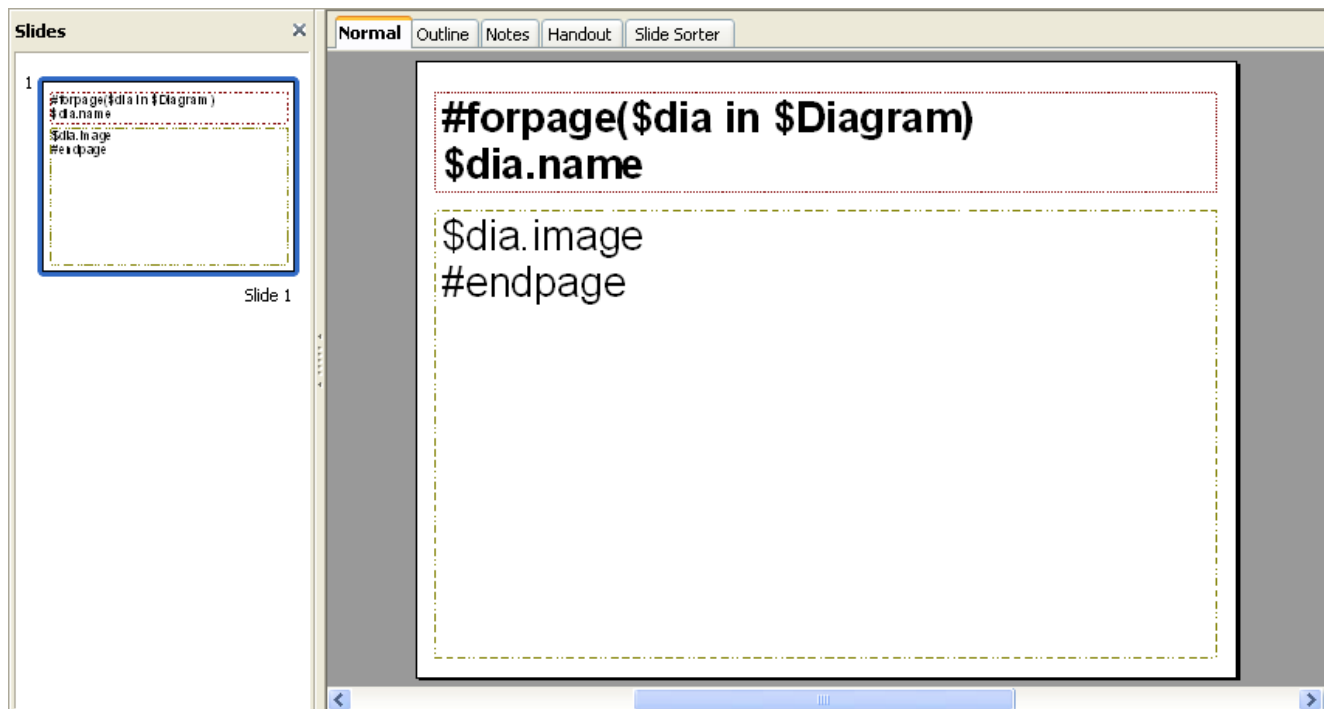 Slides
Normal Outline Notes Handout Slide Sorter
1
#forpage($dia in $Diagram )
$dia.name
$dia.image
#endpage
Slide 1
#forpage($dia in $Diagram)
$dia.name
$dia.image
#endpage